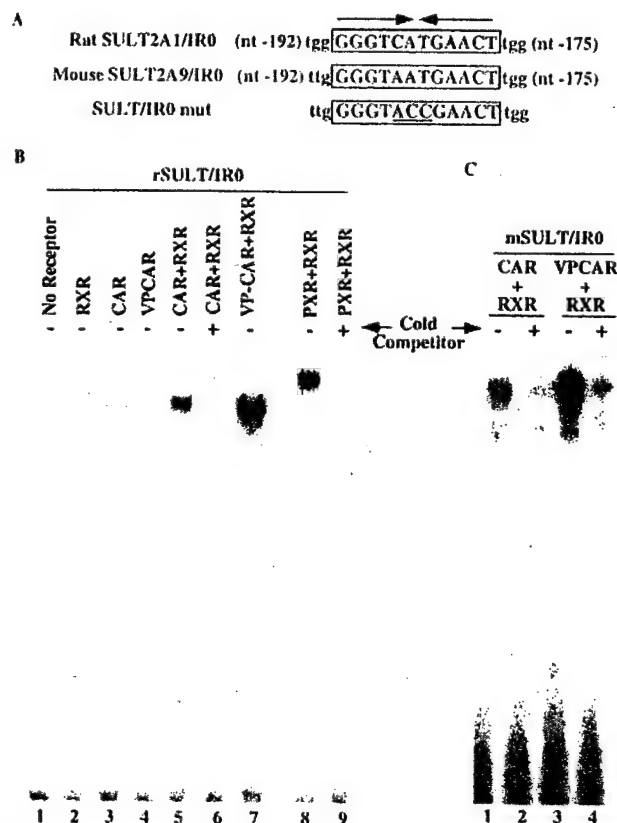 A
Rat SULT2A1/IR0 (nt -192) tgg GGGTCATGAACT tgg (nt -175)
Mouse SULT2A9/IR0 (nt -192) ttg GGGTAATGAACT tgg (nt -175)
SULT/IR0 mut ttg GGGTACCGAACT tgg
B
rSULT/IR0
No Receptor
RXR
CAR
VPCAR
CAR+RXR
CAR+RXR
VP-CAR+RXR
PXR+RXR
PXR+RXR
- - - - - + - - +
Cold
Competitor
C
mSULT/IR0
CAR VPCAR
+ +
RXR RXR
- + - +
1 2 3 4 5 6 7 8 9
1 2 3 4